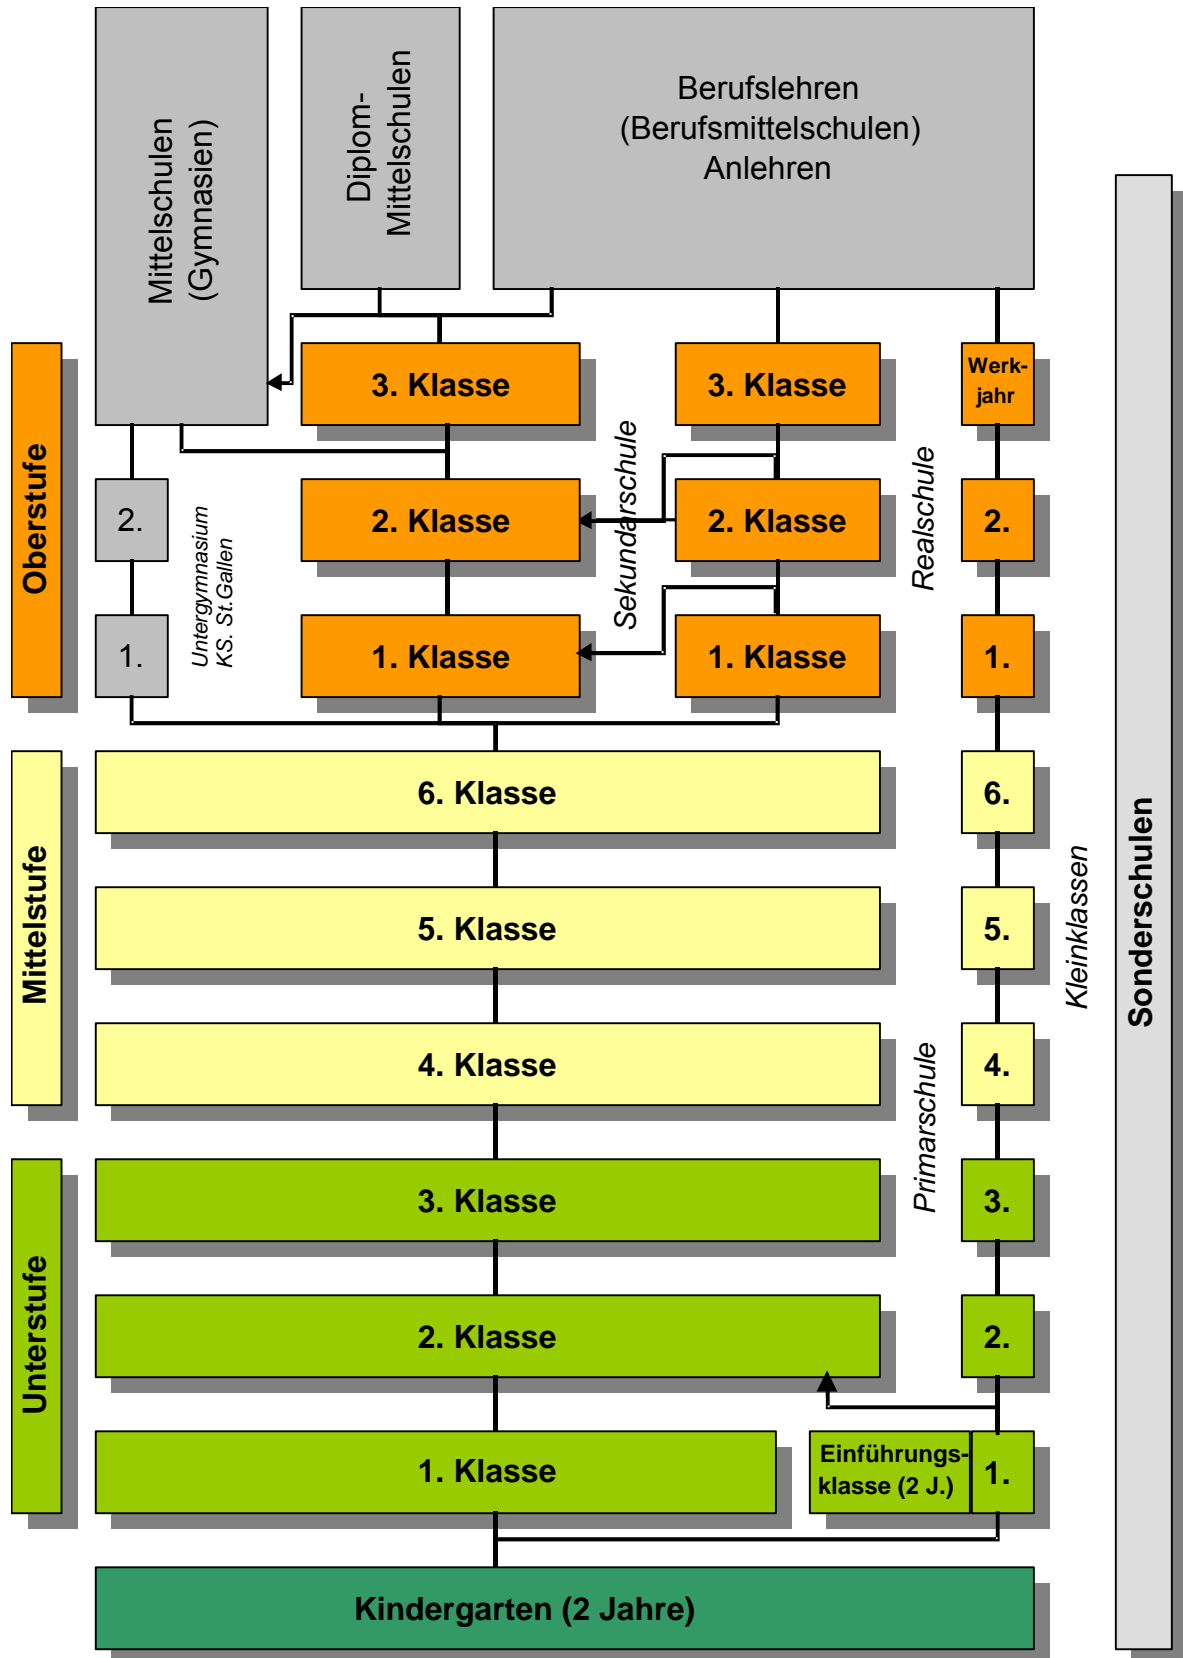 Mittelschulen
(Gymnasien)
Diplom-
Mittelschulen
Berufslehren
(Berufsmittelschulen)
Anlehren
Oberstufe
3. Klasse
3. Klasse
Werk-
jahr
2.
Untergymnasium
KS. St.Gallen
2. Klasse
Sekundarschule
2. Klasse
Realschule
2.
1.
1. Klasse
1. Klasse
1.
Mittelstufe
6. Klasse
6.
5. Klasse
5.
Kleinklassen
Sonderschulen
4. Klasse
4.
Primarschule
Unterstufe
3. Klasse
3.
2. Klasse
2.
1. Klasse
Einführungs-
klasse (2 J.)
1.
Kindergarten (2 Jahre)